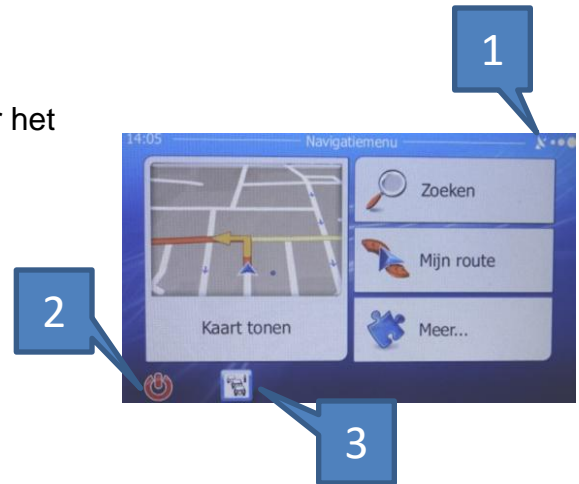 1
r het
14:05 Navigatiemenu
Zoeken
Mijn route
2
Kaart tonen
Meer...
3